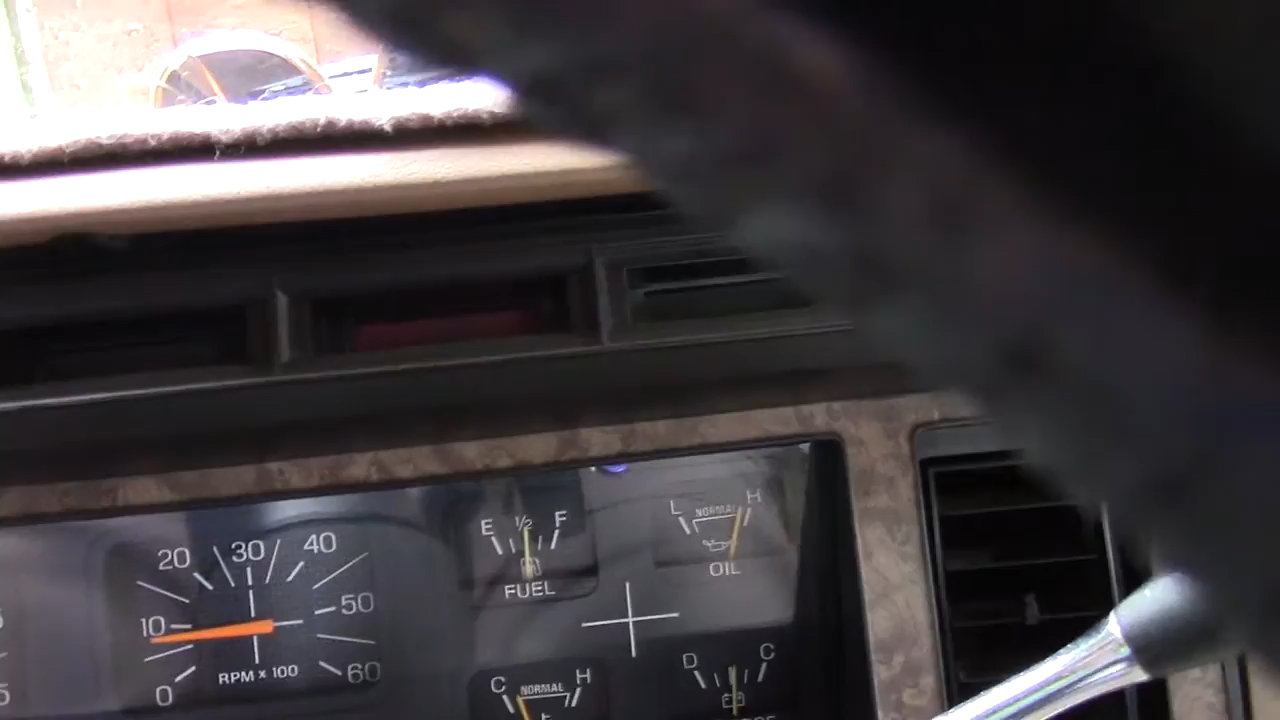 20 30 40
10 50
0 60
RPM x 100
E 1/2 F
FUEL
L NORMAL H
OIL
C NORMAL H
D C